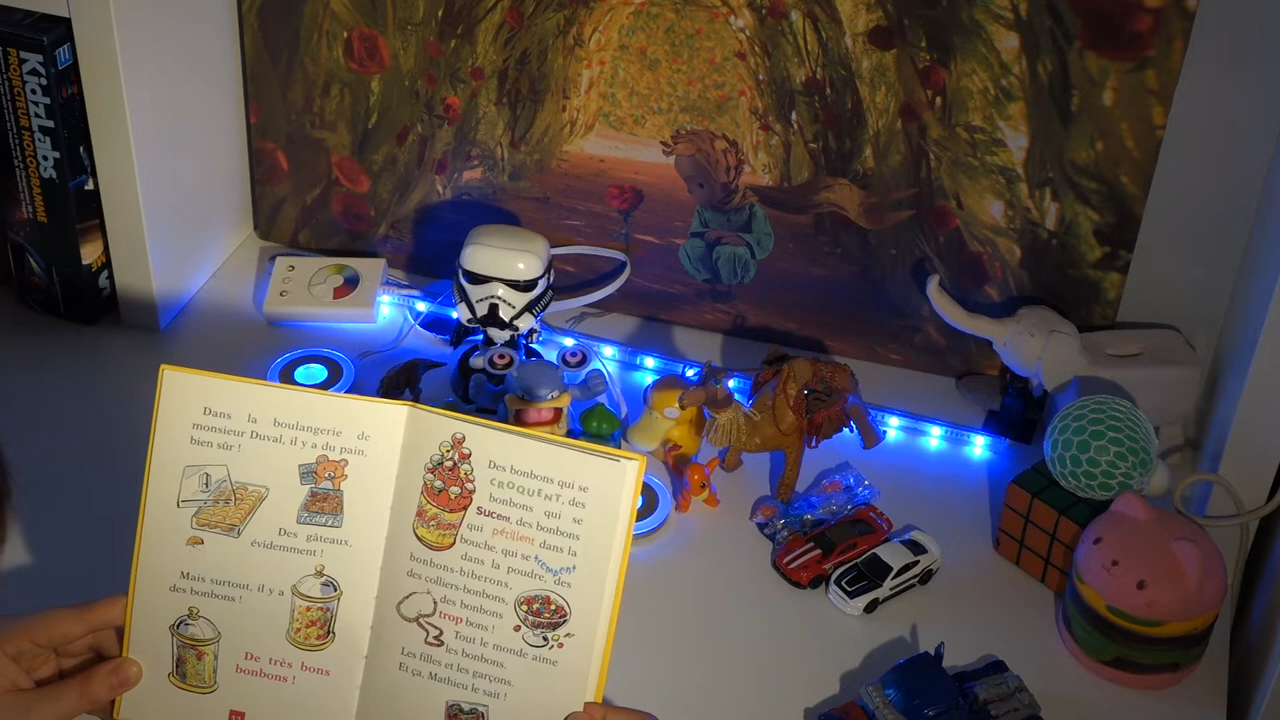 KidzLabs
PROJECTEUR HOLOGRAMME
Dans la boulangerie de
monsieur Duval, il y a du pain,
bien sûr !
Des gâteaux,
évidemment !
Mais surtout, il y a
des bonbons !
De très bons
bonbons !
Des bonbons qui se
CROQUENT, des
bonbons qui se
SUCent, des bonbons
qui pétillent dans la
bouche, qui se trempent
dans la poudre, des
bonbons-biberons,
des colliers-bonbons,
des bonbons
trop bons !
Tout le monde aime
les bonbons.
Les filles et les garçons.
Et ça, Mathieu le sait !